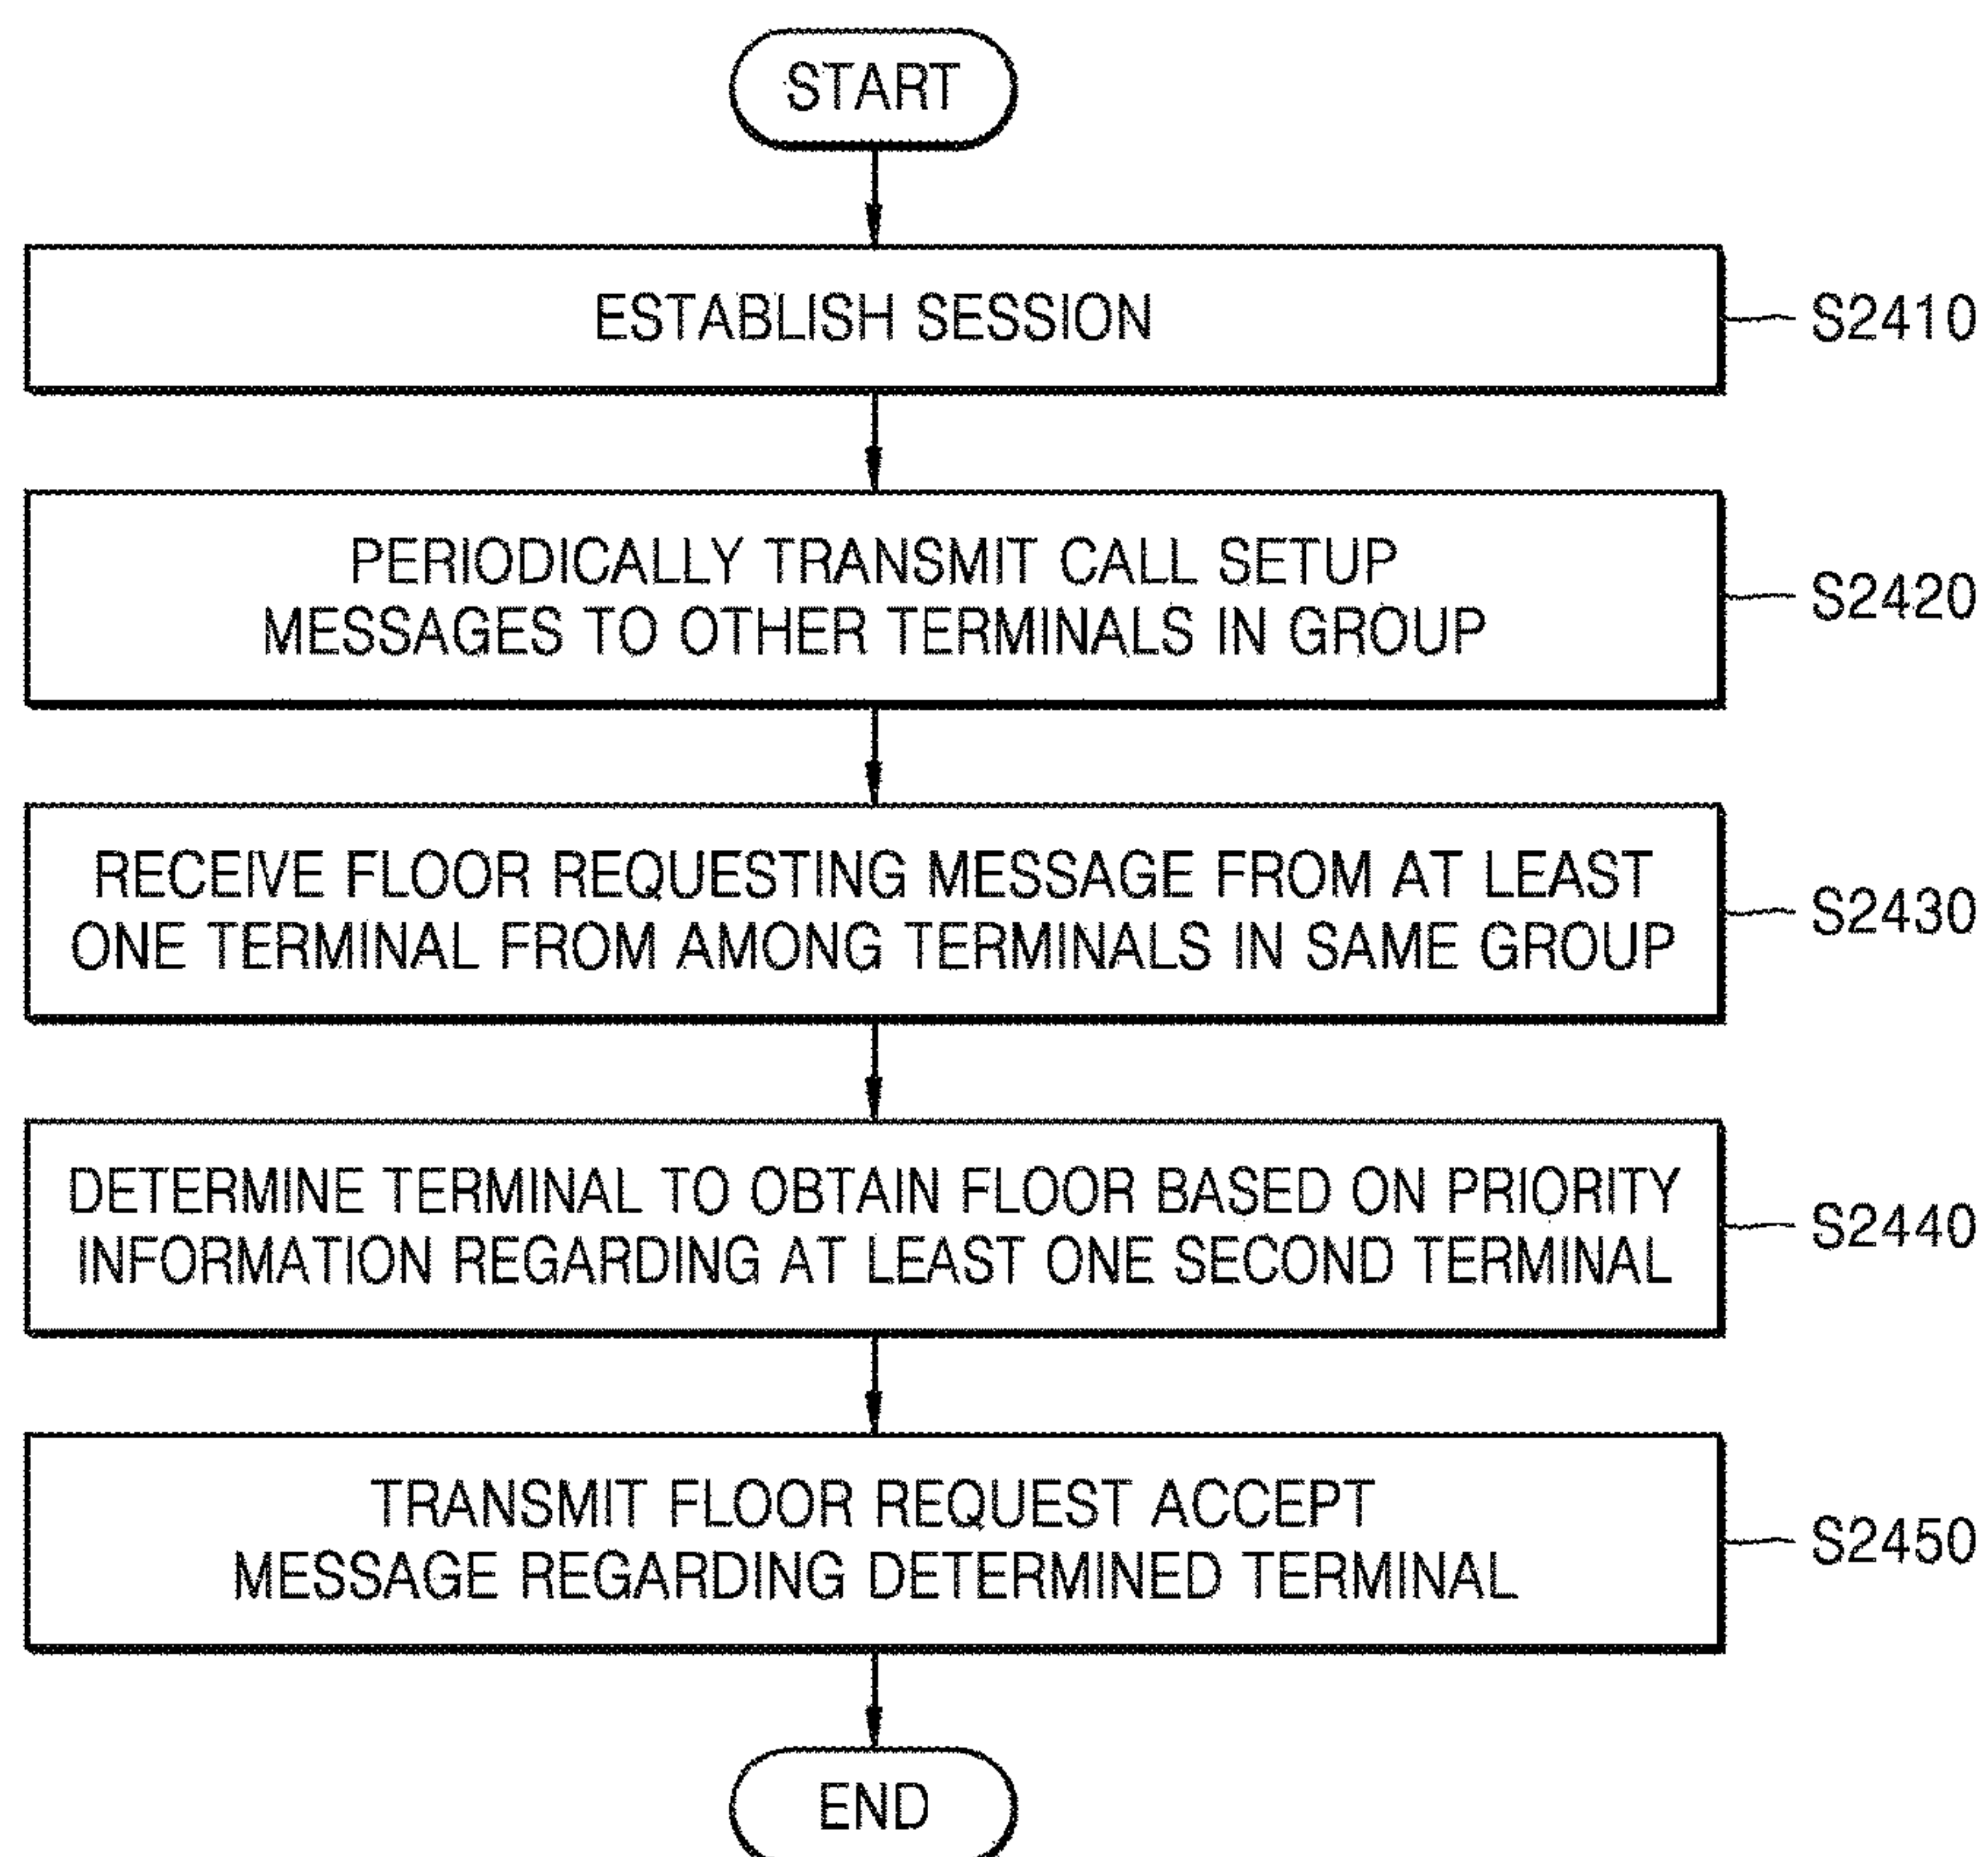 START
ESTABLISH SESSION
S2410
PERIODICALLY TRANSMIT CALL SETUP
MESSAGES TO OTHER TERMINALS IN GROUP
S2420
RECEIVE FLOOR REQUESTING MESSAGE FROM AT LEAST
ONE TERMINAL FROM AMONG TERMINALS IN SAME GROUP
S2430
DETERMINE TERMINAL TO OBTAIN FLOOR BASED ON PRIORITY
INFORMATION REGARDING AT LEAST ONE SECOND TERMINAL
S2440
TRANSMIT FLOOR REQUEST ACCEPT
MESSAGE REGARDING DETERMINED TERMINAL
S2450
END